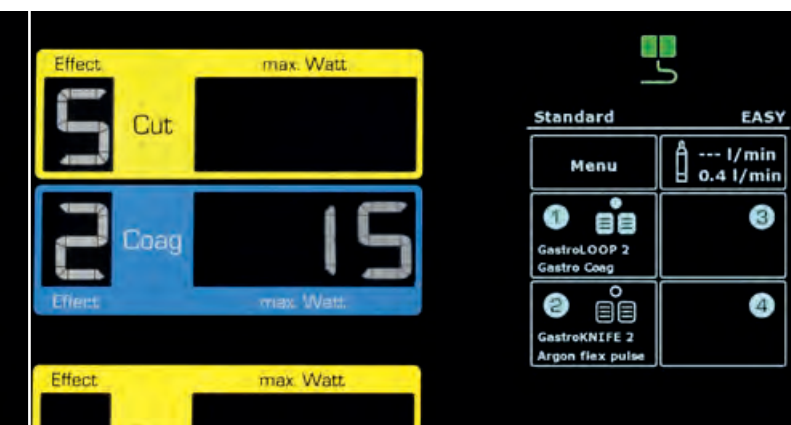 Effect max. Watt
5 Cut
2 Coag 15
Effect max. Watt
Effect max. Watt
Standard EASY
Menu
--- l/min
0.4 l/min
1
GastroLOOP 2
Gastro Coag
3
2
GastroKNIFE 2
Argon flex pulse
4